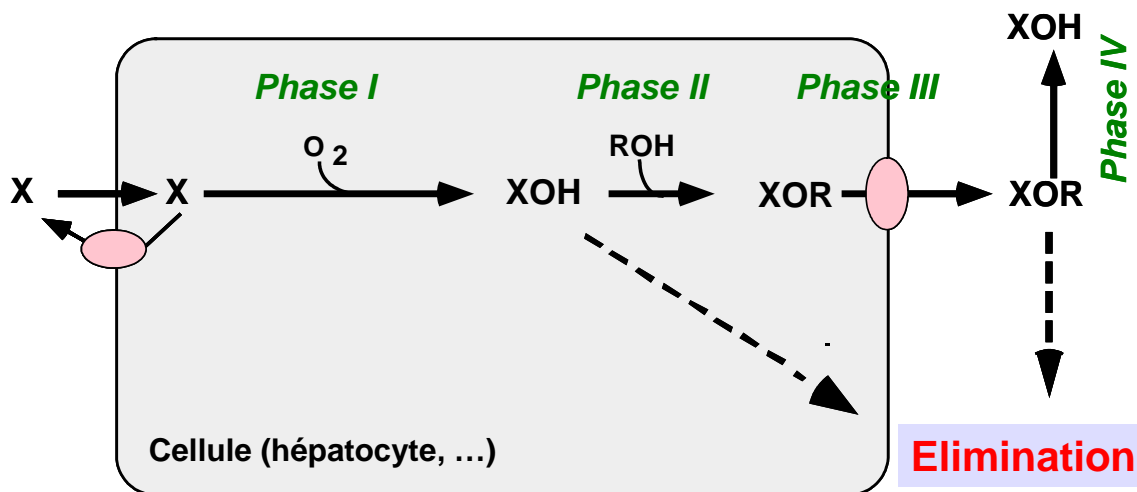 XOH
Phase I
Phase II
Phase III
Phase IV
O 2
ROH
X
X
XOH
XOR
XOR
Cellule (hépatocyte, …)
Elimination